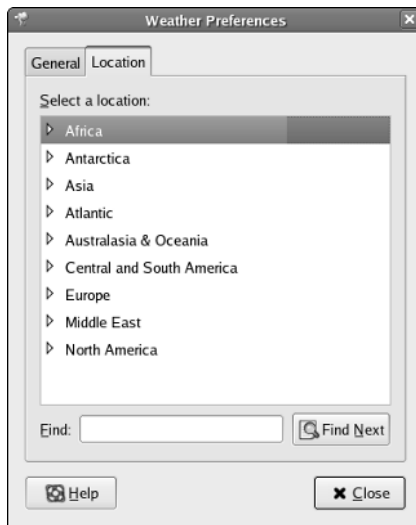 Weather Preferences
General Location
Select a location:
Africa
Antarctica
Asia
Atlantic
Australasia & Oceania
Central and South America
Europe
Middle East
North America
Find: Find Next
Help Close